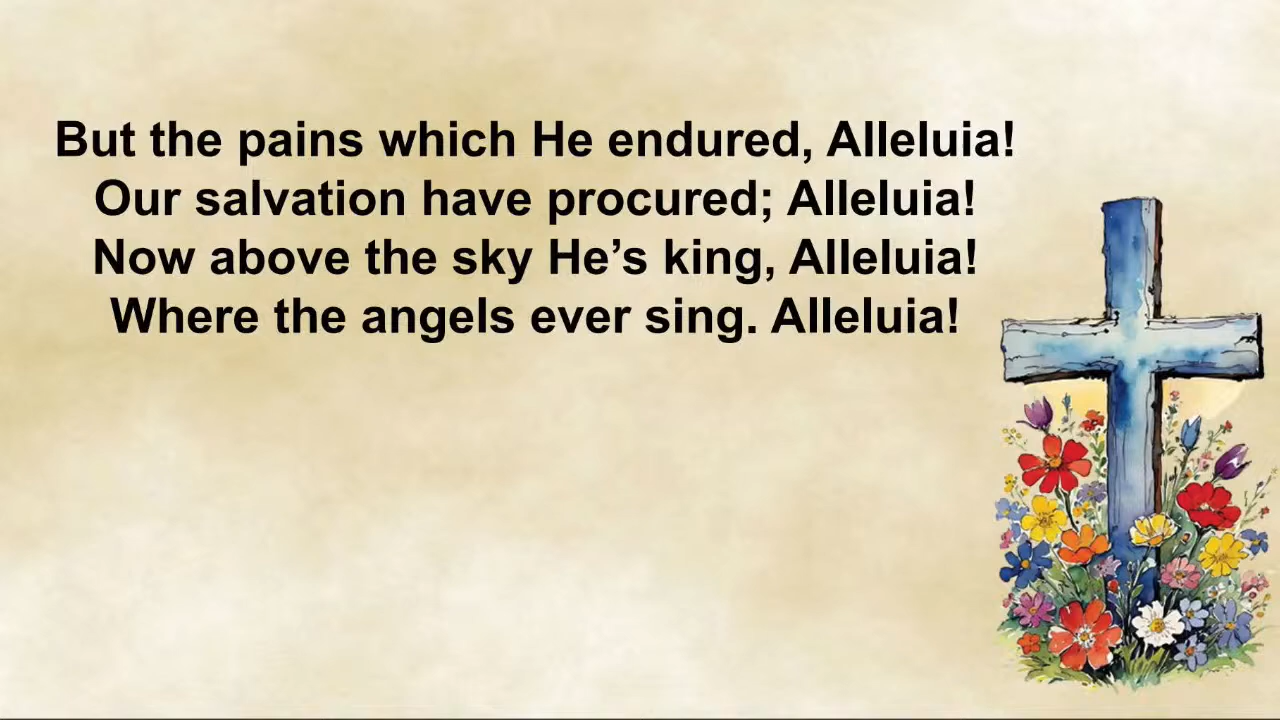 But the pains which He endured, Alleluia!
Our salvation have procured; Alleluia!
Now above the sky He’s king, Alleluia!
Where the angels ever sing. Alleluia!